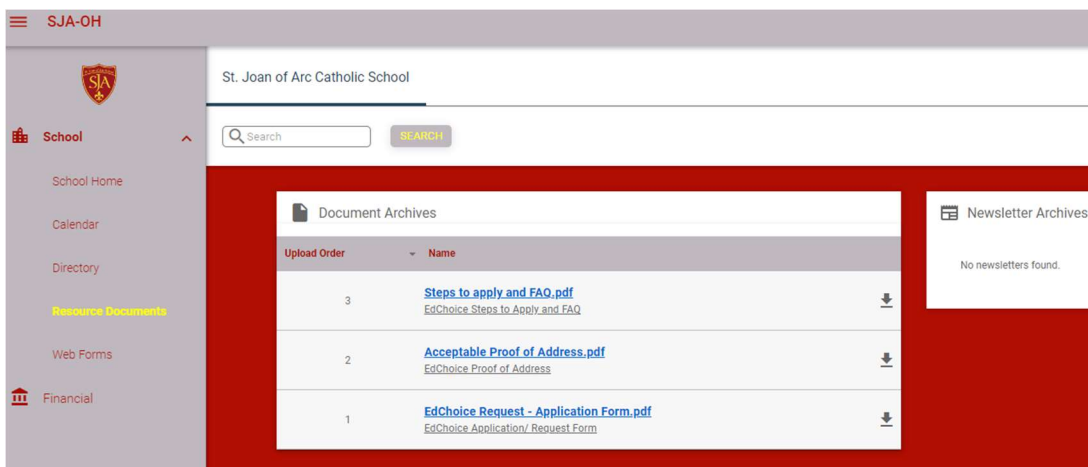 SJA-OH
SJA
St. Joan of Arc Catholic School
School
Search
SEARCH
School Home
Calendar
Directory
Resource Documents
Web Forms
Financial
Document Archives
Upload Order
Name
3
Steps to apply and FAQ.pdf
EdChoice Steps to Apply and FAQ
2
Acceptable Proof of Address.pdf
EdChoice Proof of Address
1
EdChoice Request - Application Form.pdf
EdChoice Application/ Request Form
Newsletter Archives
No newsletters found.